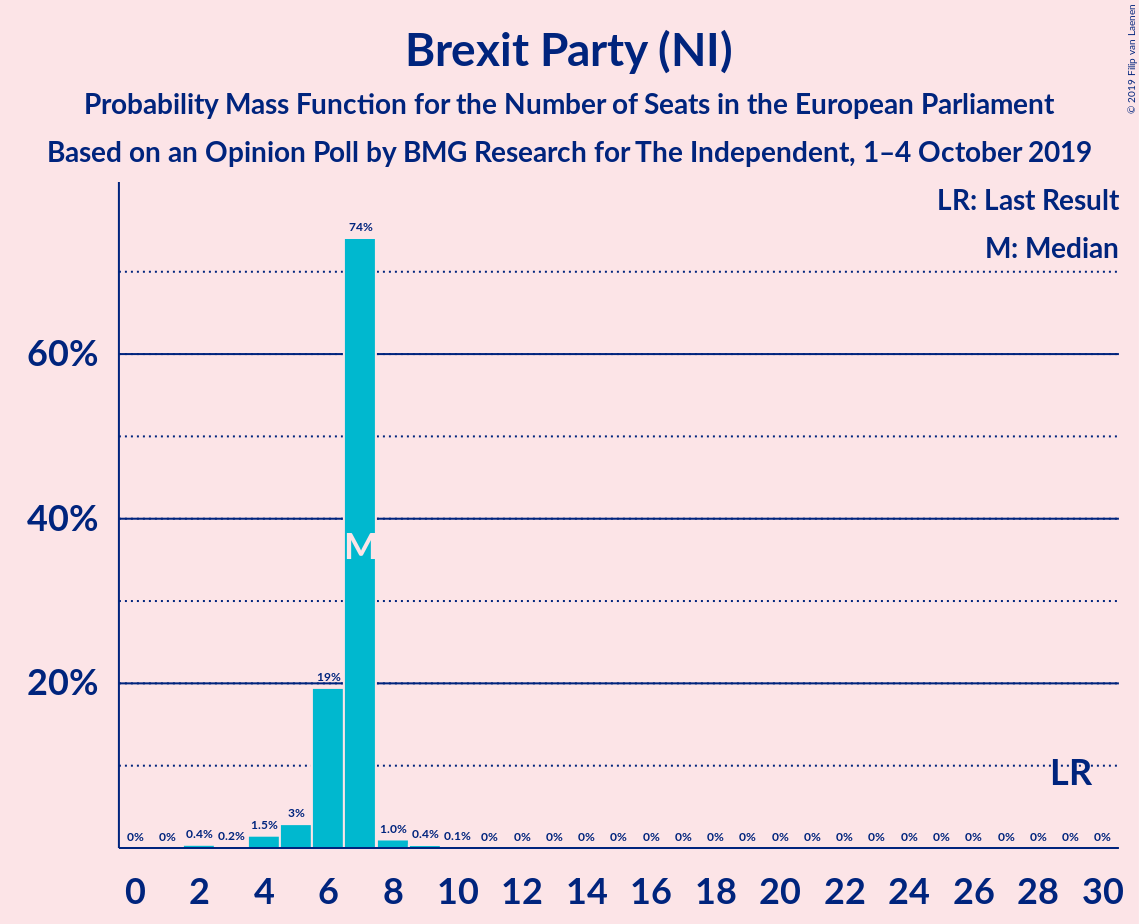 Brexit Party (NI)
Probability Mass Function for the Number of Seats in the European Parliament
Based on an Opinion Poll by BMG Research for The Independent, 1–4 October 2019
© 2019 Filip van Laenen
LR: Last Result
M: Median
60%
40%
20%
0% 0% 0.4% 0.2% 1.5% 3% 19% 74% 1.0% 0.4% 0.1% 0% 0% 0% 0% 0% 0% 0% 0% 0% 0% 0% 0% 0% 0% 0% 0% 0% 0% 0% 0%
M
LR
0 2 4 6 8 10 12 14 16 18 20 22 24 26 28 30